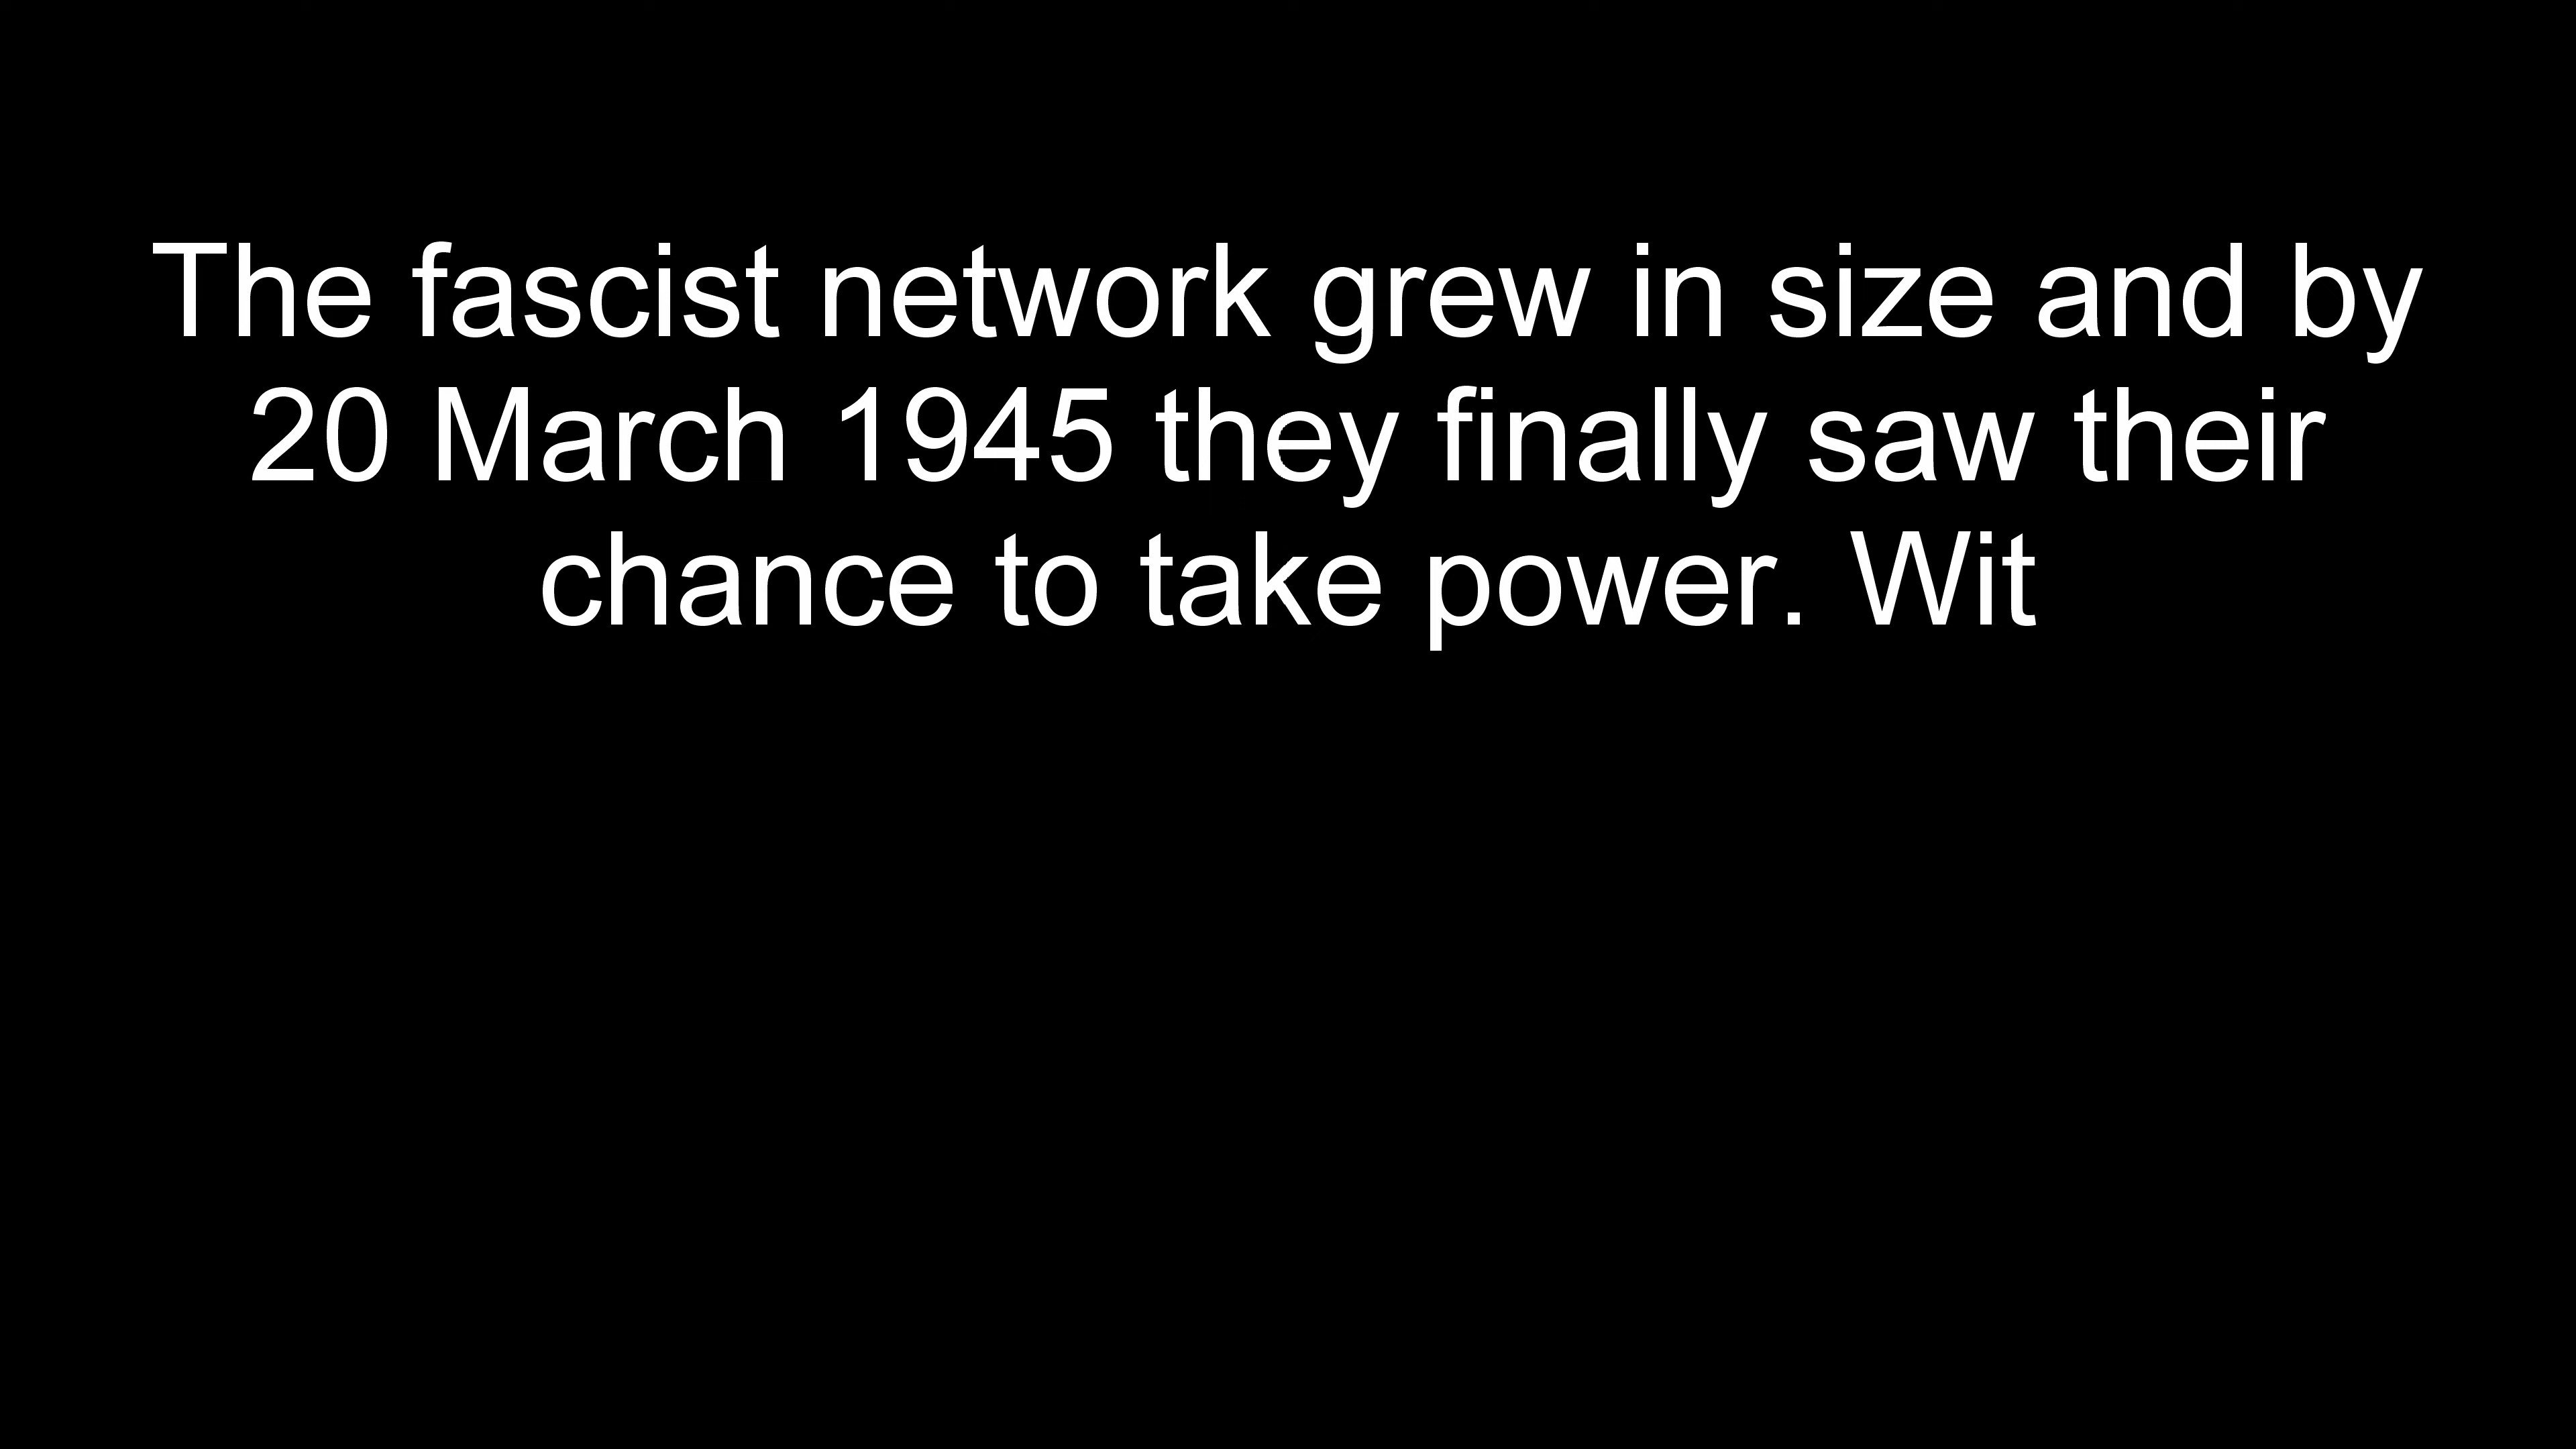 The fascist network grew in size and by
20 March 1945 they finally saw their
chance to take power. Wit